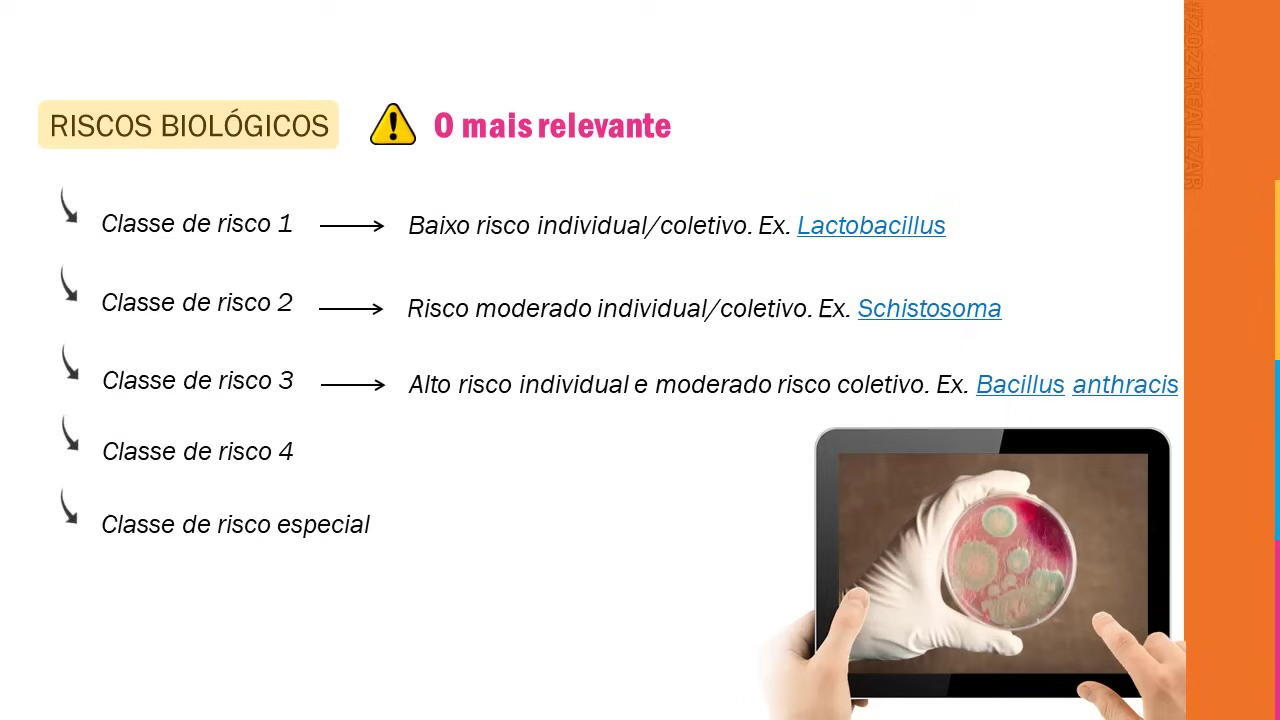 #2022REALIZAR
RISCOS BIOLÓGICOS
O mais relevante
Classe de risco 1
Baixo risco individual/coletivo. Ex. Lactobacillus
Classe de risco 2
Risco moderado individual/coletivo. Ex. Schistosoma
Classe de risco 3
Alto risco individual e moderado risco coletivo. Ex. Bacillus anthracis
Classe de risco 4
Classe de risco especial